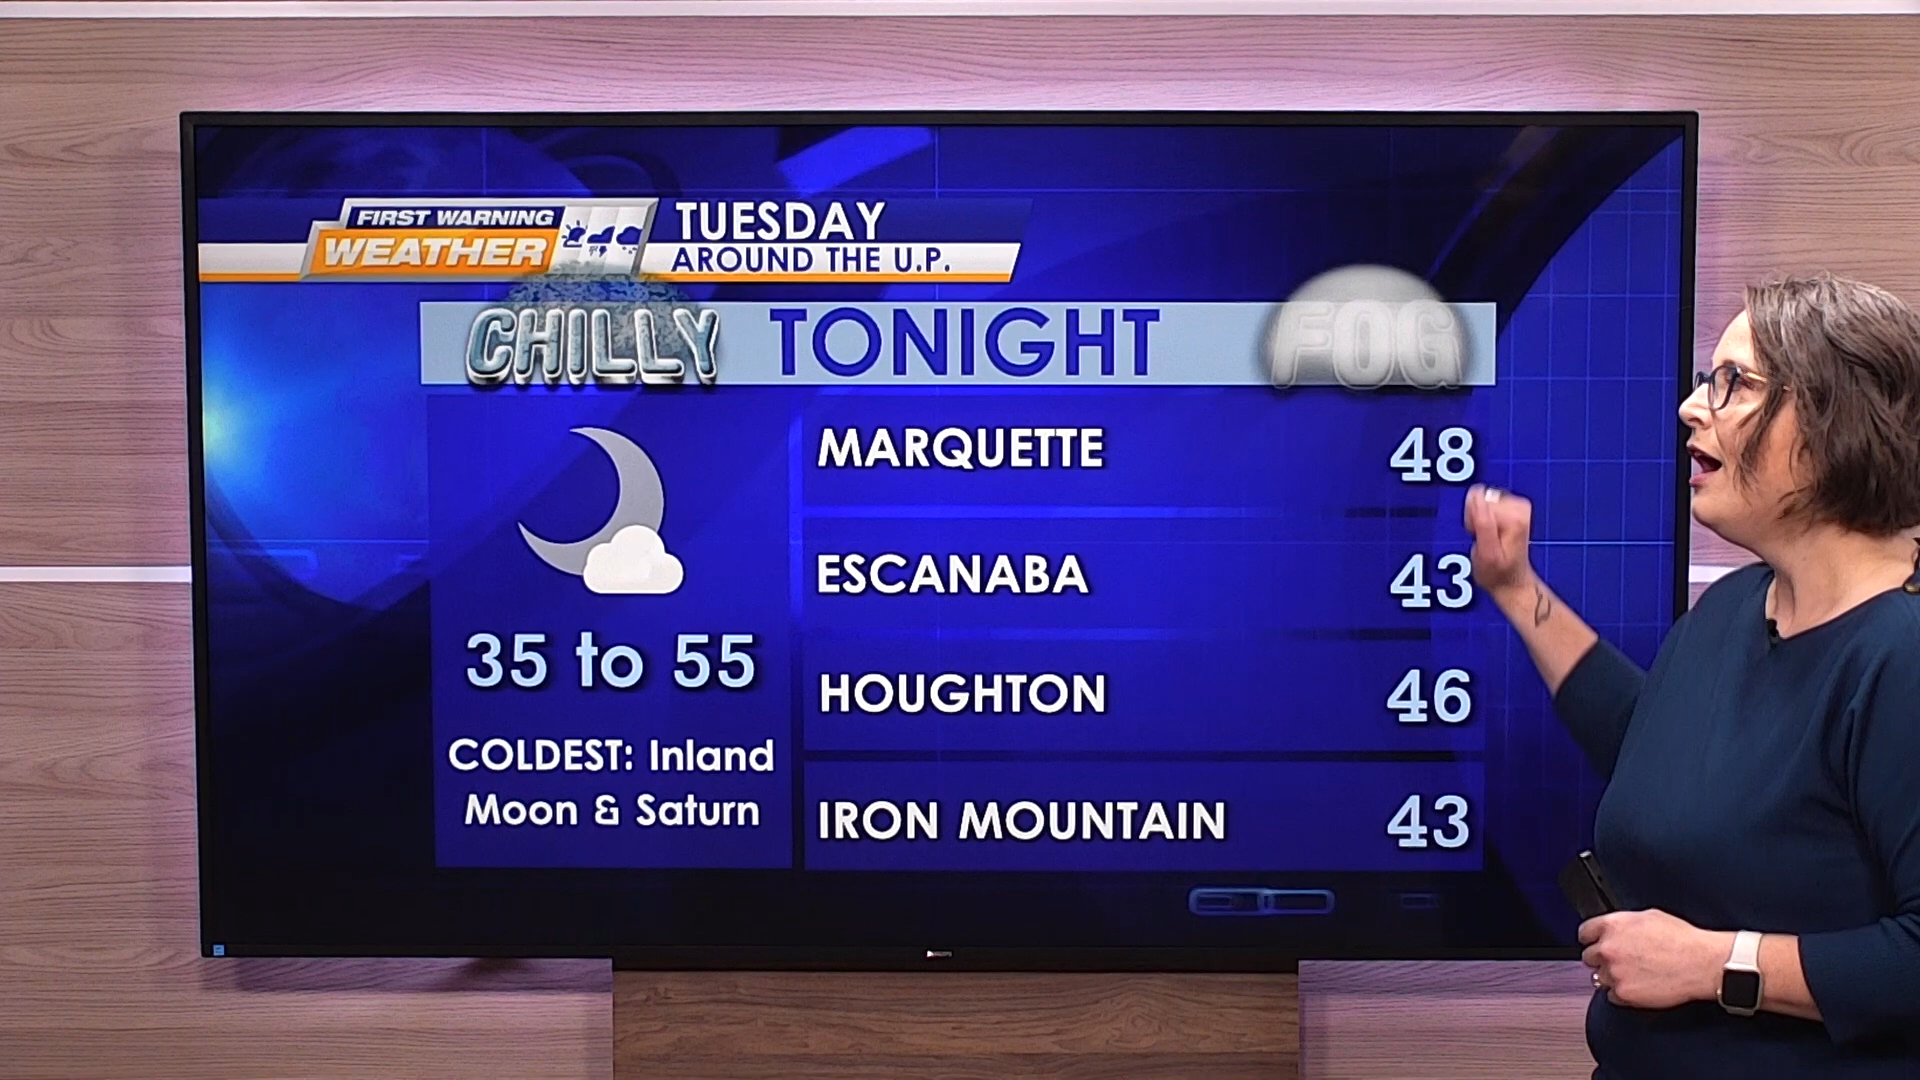 FIRST WARNING
WEATHER
TUESDAY
AROUND THE U.P.
CHILLY TONIGHT FOG
MARQUETTE 48
ESCANABA 43
HOUGHTON 46
IRON MOUNTAIN 43
35 to 55
COLDEST: Inland
Moon & Saturn